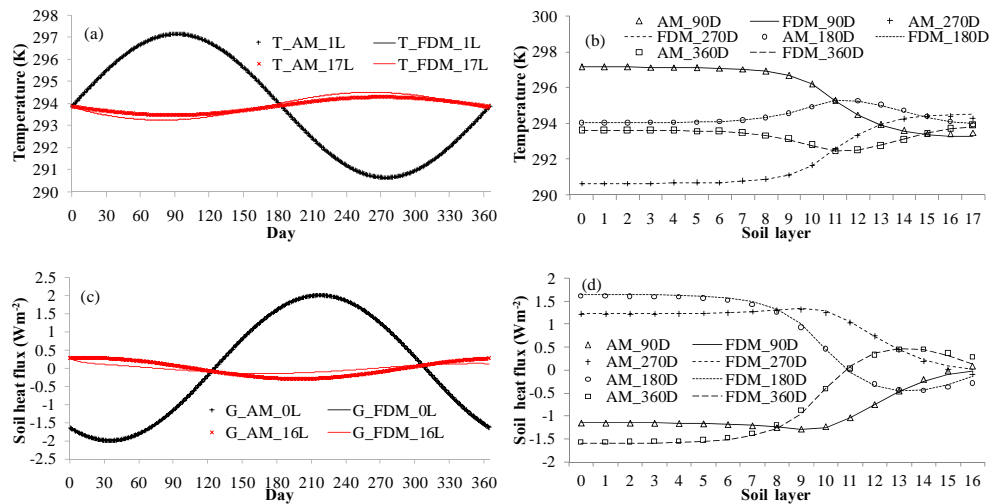 298
297
296
295
294
293
292
291
290
Temperature (K)
(a)
T_AM_1L
T_FDM_1L
T_AM_17L
T_FDM_17L
0 30 60 90 120 150 180 210 240 270 300 330 360
Day
300
298
296
294
292
290
Temperature (K)
(b)
AM_90D FDM_90D AM_270D
FDM_270D AM_180D FDM_180D
AM_360D FDM_360D
0 1 2 3 4 5 6 7 8 9 10 11 12 13 14 15 16 17
Soil layer
2.5
2
1.5
1
0.5
0
-0.5
-1
-1.5
-2
-2.5
Soil heat flux (Wm-2)
(c)
G_AM_0L G_FDM_0L
G_AM_16L G_FDM_16L
0 30 60 90 120 150 180 210 240 270 300 330 360
Day
2
1.5
1
0.5
0
-0.5
-1
-1.5
-2
Soil heat flux (Wm-2)
(d)
AM_90D FDM_90D
AM_270D FDM_270D
AM_180D FDM_180D
AM_360D FDM_360D
0 1 2 3 4 5 6 7 8 9 10 11 12 13 14 15 16
Soil layer